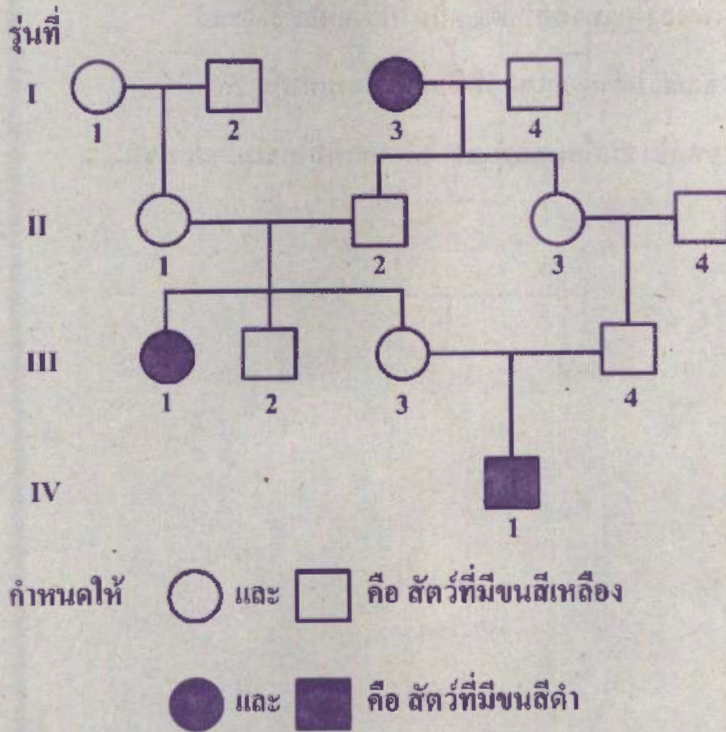 รุ่นที่
I
1 2 3 4
II
1 2 3 4
III
1 2 3 4
IV
1
กำหนดให้ และ คือ สัตว์ที่มีขนสีเหลือง
และ คือ สัตว์ที่มีขนสีดำ